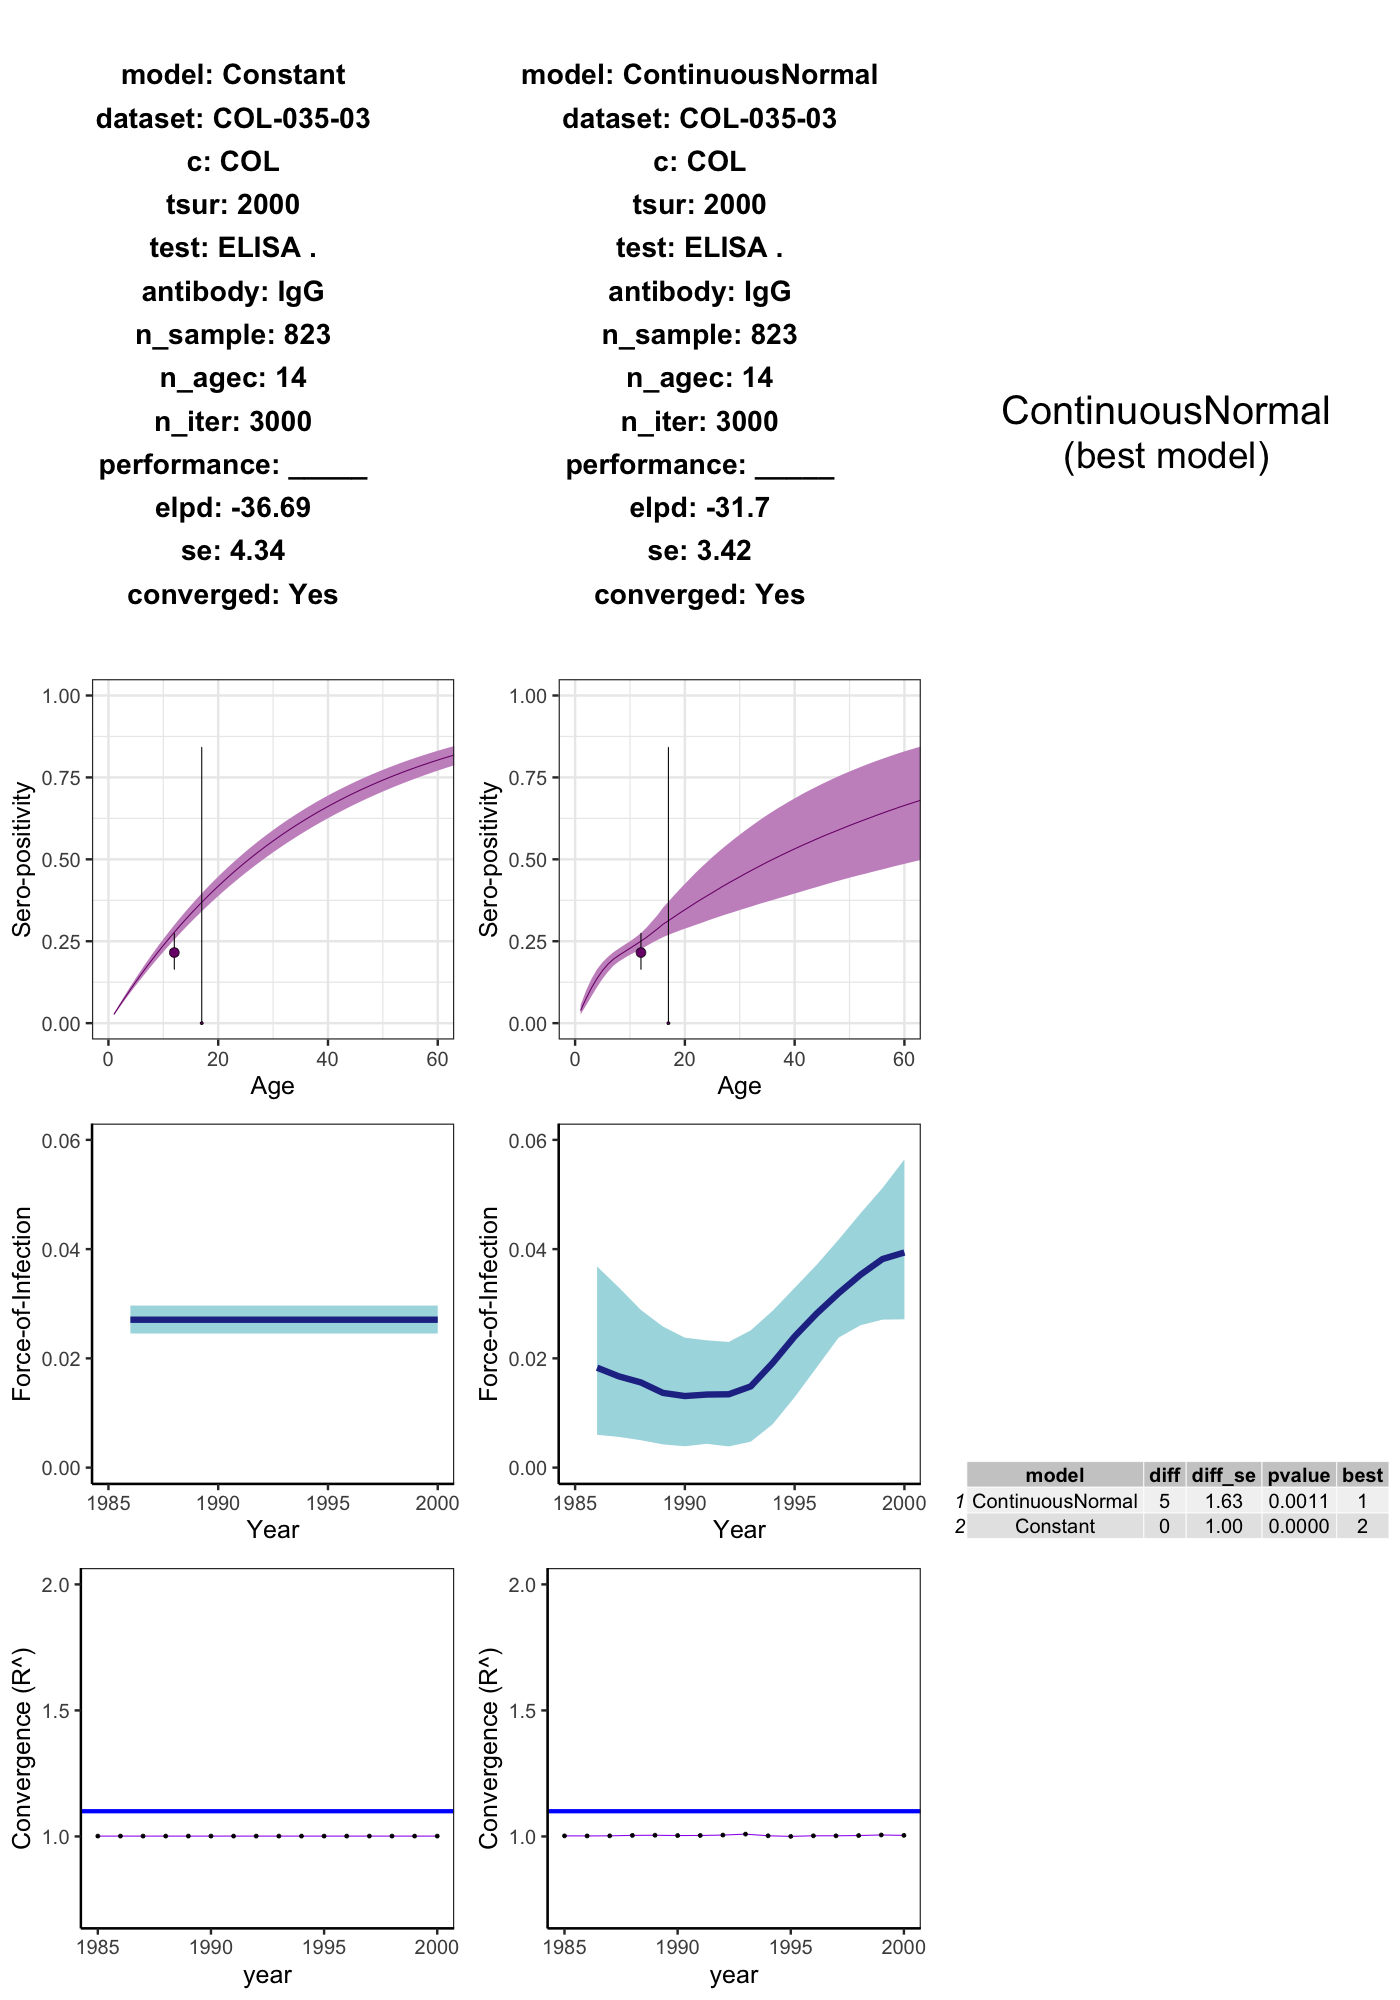 model: Constant
dataset: COL-035-03
c: COL
tsur: 2000
test: ELISA .
antibody: IgG
n_sample: 823
n_agec: 14
n_iter: 3000
performance: _____
elpd: -36.69
se: 4.34
converged: Yes
model: ContinuousNormal
dataset: COL-035-03
c: COL
tsur: 2000
test: ELISA .
antibody: IgG
n_sample: 823
n_agec: 14
n_iter: 3000
performance: _____
elpd: -31.7
se: 3.42
converged: Yes
ContinuousNormal
(best model)
Sero-positivity
1.00
0.75
0.50
0.25
0.00
0 20 40 60
Age
Sero-positivity
1.00
0.75
0.50
0.25
0.00
0 20 40 60
Age
Force-of-Infection
0.06
0.04
0.02
0.00
1985 1990 1995 2000
Year
Force-of-Infection
0.06
0.04
0.02
0.00
1985 1990 1995 2000
Year
model diff diff_se pvalue best
1 ContinuousNormal 5 1.63 0.0011 1
2 Constant 0 1.00 0.0000 2
Convergence (R^)
2.0
1.5
1.0
1985 1990 1995 2000
year
Convergence (R^)
2.0
1.5
1.0
1985 1990 1995 2000
year